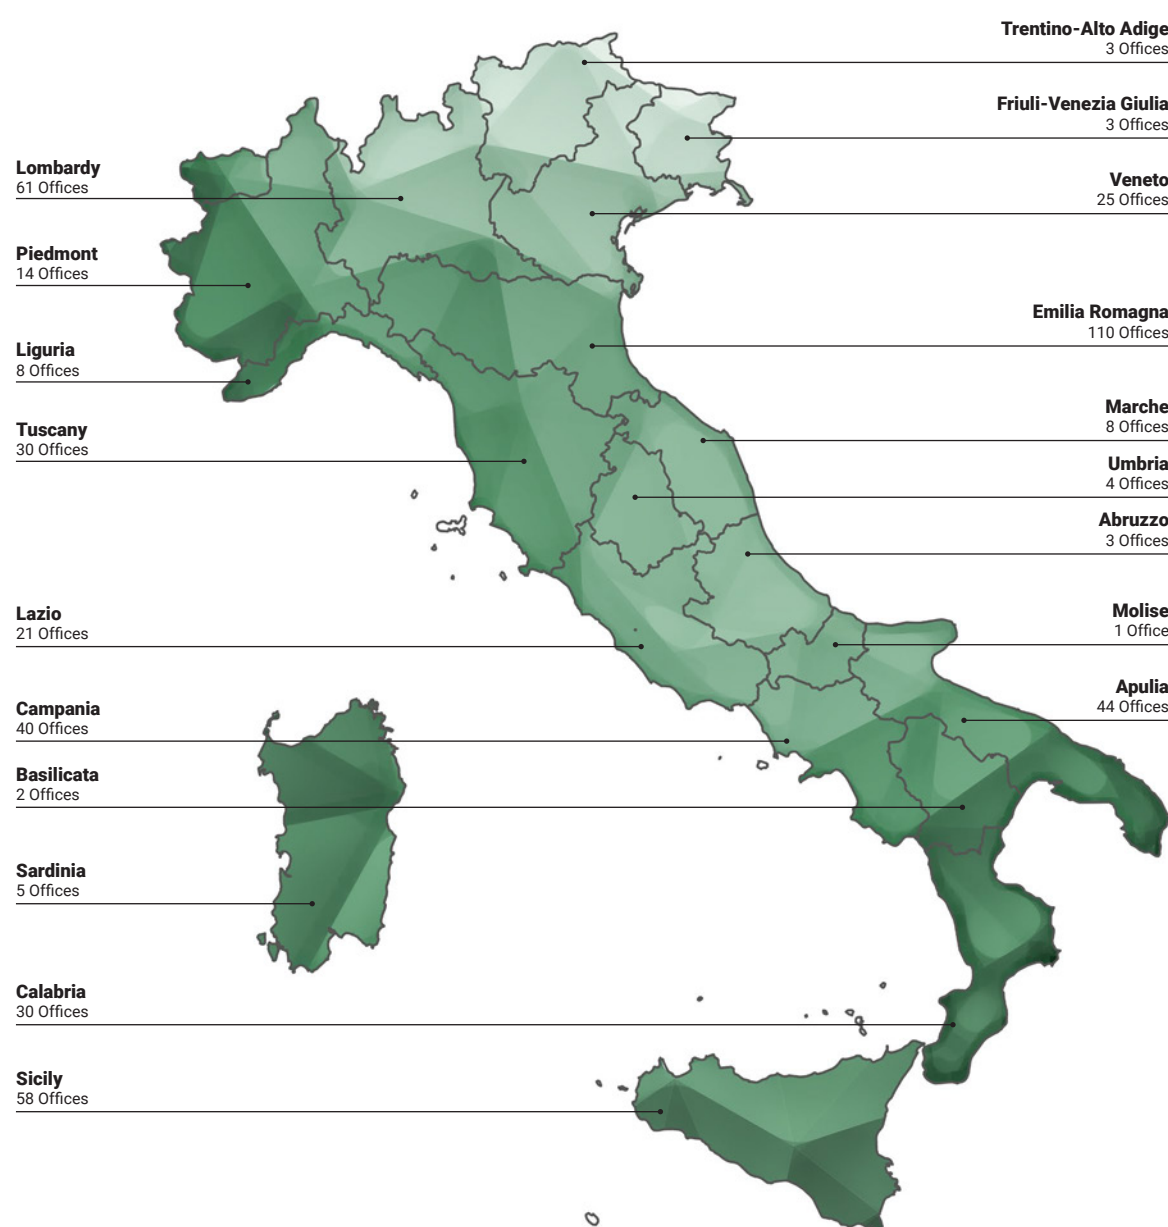 Trentino-Alto Adige
3 Offices
Friuli-Venezia Giulia
3 Offices
Lombardy
61 Offices
Veneto
25 Offices
Piedmont
14 Offices
Emilia Romagna
110 Offices
Liguria
8 Offices
Marche
8 Offices
Tuscany
30 Offices
Umbria
4 Offices
Abruzzo
3 Offices
Lazio
21 Offices
Molise
1 Office
Apulia
44 Offices
Campania
40 Offices
Basilicata
2 Offices
Sardinia
5 Offices
Calabria
30 Offices
Sicily
58 Offices